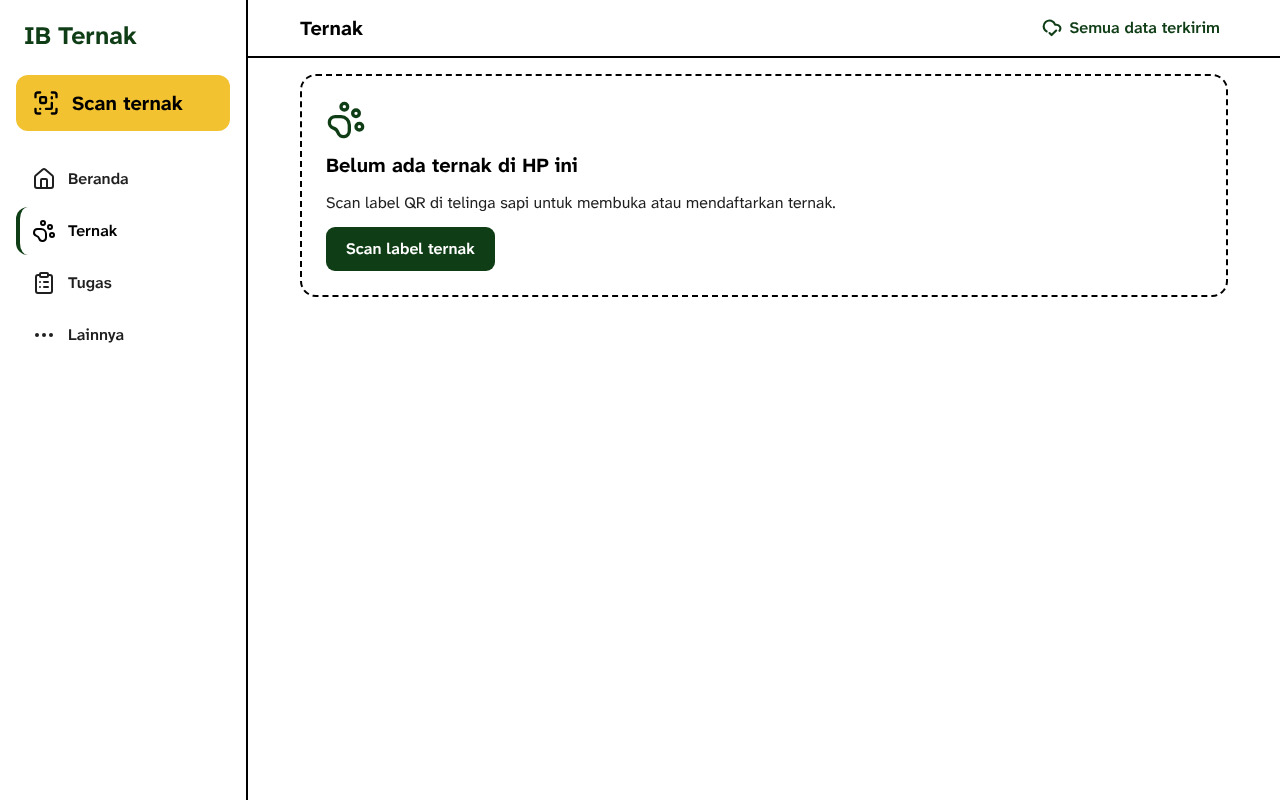 IB Ternak
Scan ternak
Beranda
Ternak
Tugas
Lainnya
Ternak
Semua data terkirim
Belum ada ternak di HP ini
Scan label QR di telinga sapi untuk membuka atau mendaftarkan ternak.
Scan label ternak